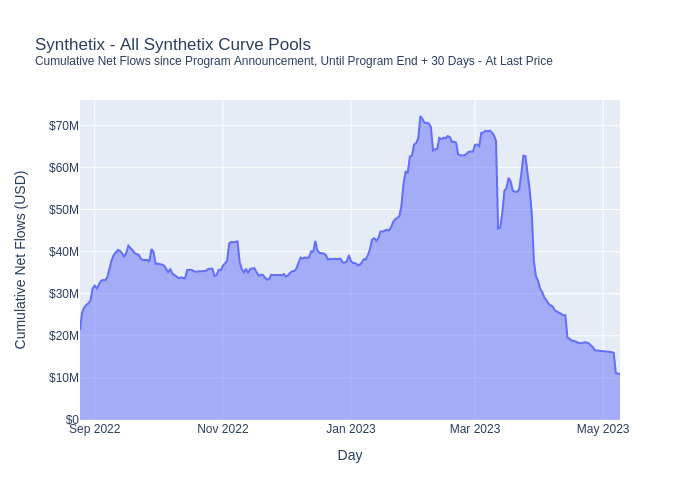 Synthetix - All Synthetix Curve Pools
Cumulative Net Flows since Program Announcement, Until Program End + 30 Days - At Last Price
Cumulative Net Flows (USD)
$70M
$60M
$50M
$40M
$30M
$20M
$10M
$0
Sep 2022
Nov 2022
Jan 2023
Mar 2023
May 2023
Day